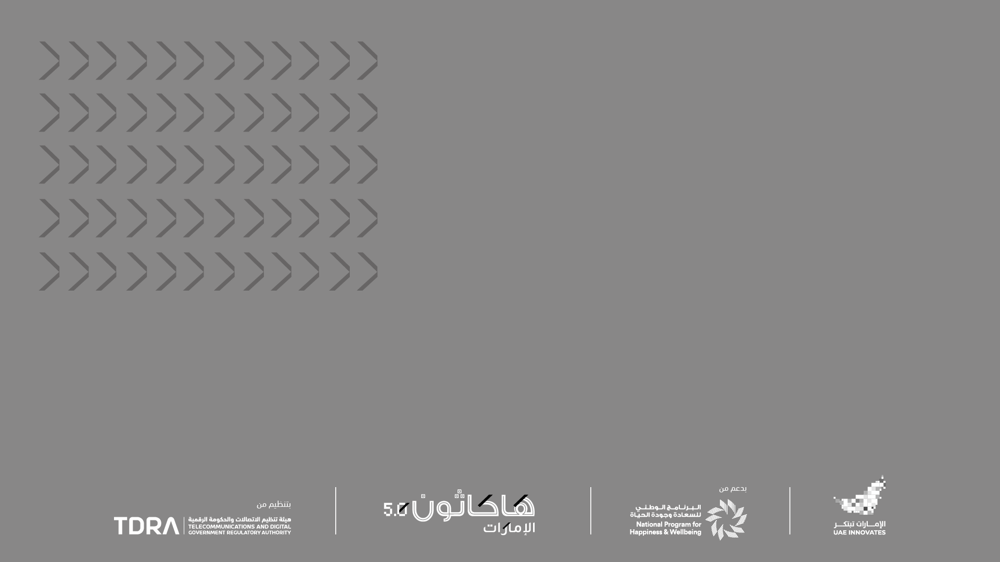 بتنظيم من
TDRA
هيئة تنظيم الاتصالات والحكومة الرقمية
TELECOMMUNICATIONS AND DIGITAL
GOVERNMENT REGULATORY AUTHORITY
هاكاثون 5.0
الإمارات
بدعم من
البرنامج الوطني
للسعادة وجودة الحياة
National Program for
Happiness & Wellbeing
الإمارات تبتكر
UAE INNOVATES